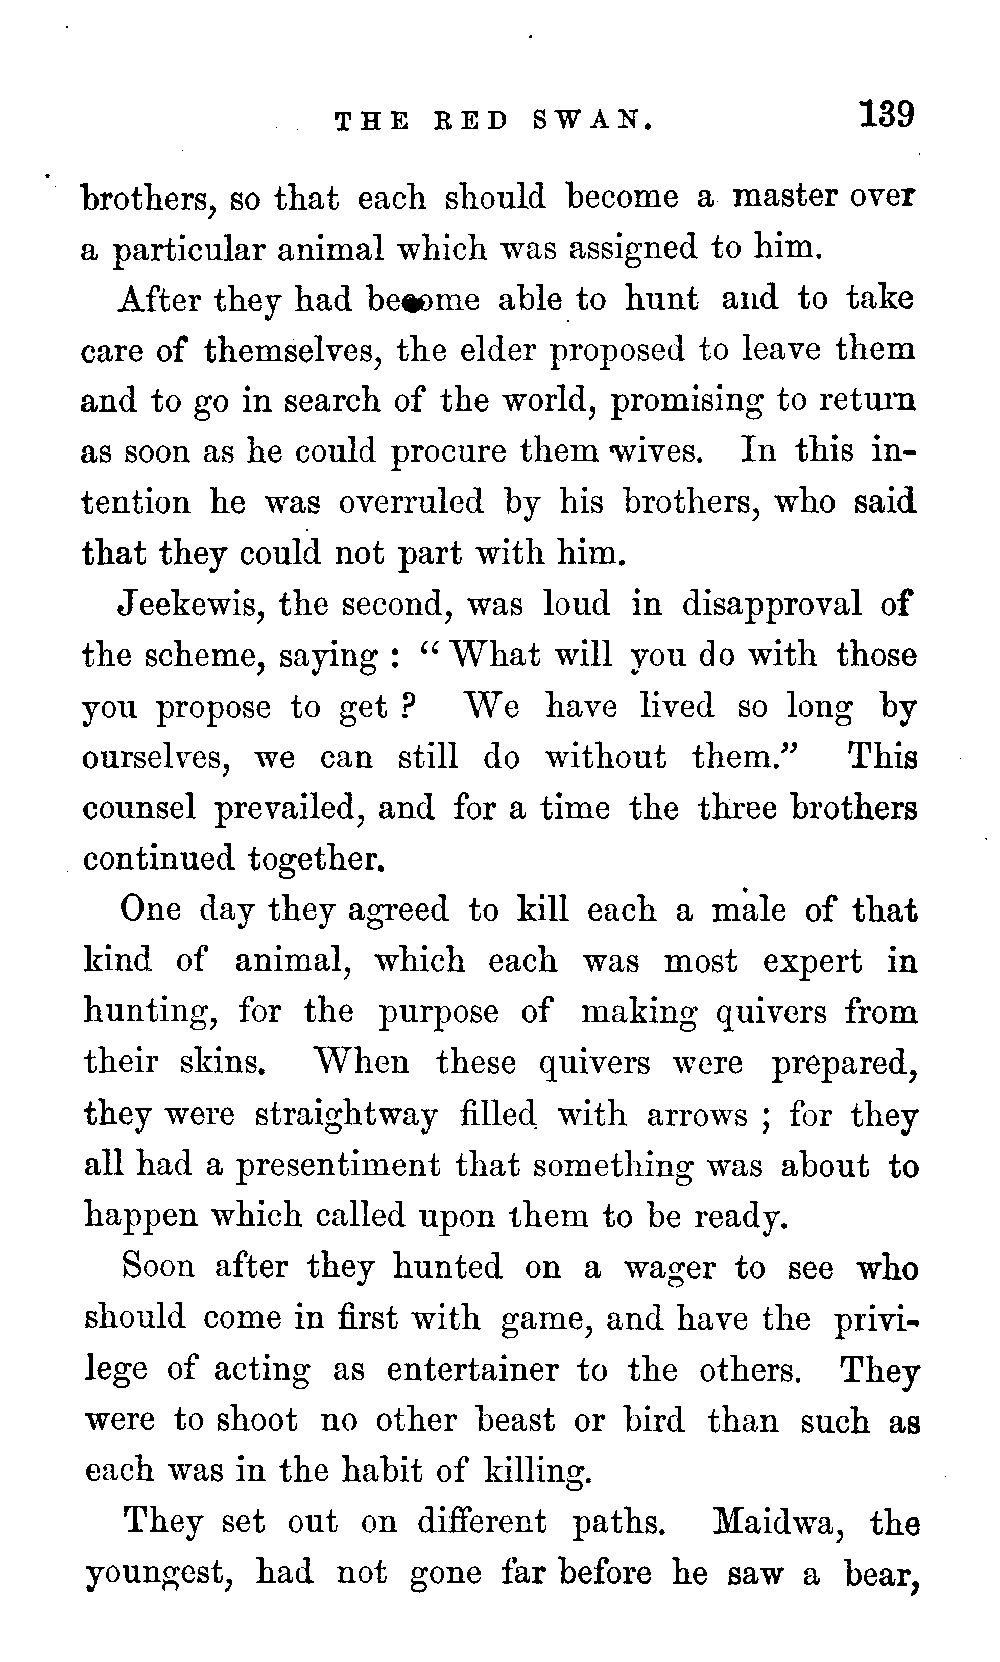 THE RED SWAN. 139
brothers, so that each should become a master over
a particular animal which was assigned to him.
After they had become able to hunt and to take
care of themselves, the elder proposed to leave them
and to go in search of the world, promising to return
as soon as he could procure them wives. In this in-
tention he was overruled by his brothers, who said
that they could not part with him.
Jeekewis, the second, was loud in disapproval of
the scheme, saying : “ What will you do with those
you propose to get ? We have lived so long by
ourselves, we can still do without them.” This
counsel prevailed, and for a time the three brothers
continued together.
One day they agreed to kill each a male of that
kind of animal, which each was most expert in
hunting, for the purpose of making quivers from
their skins. When these quivers were prepared,
they were straightway filled with arrows ; for they
all had a presentiment that something was about to
happen which called upon them to be ready.
Soon after they hunted on a wager to see who
should come in first with game, and have the privi-
lege of acting as entertainer to the others. They
were to shoot no other beast or bird than such as
each was in the habit of killing.
They set out on different paths. Maidwa, the
youngest, had not gone far before he saw a bear,